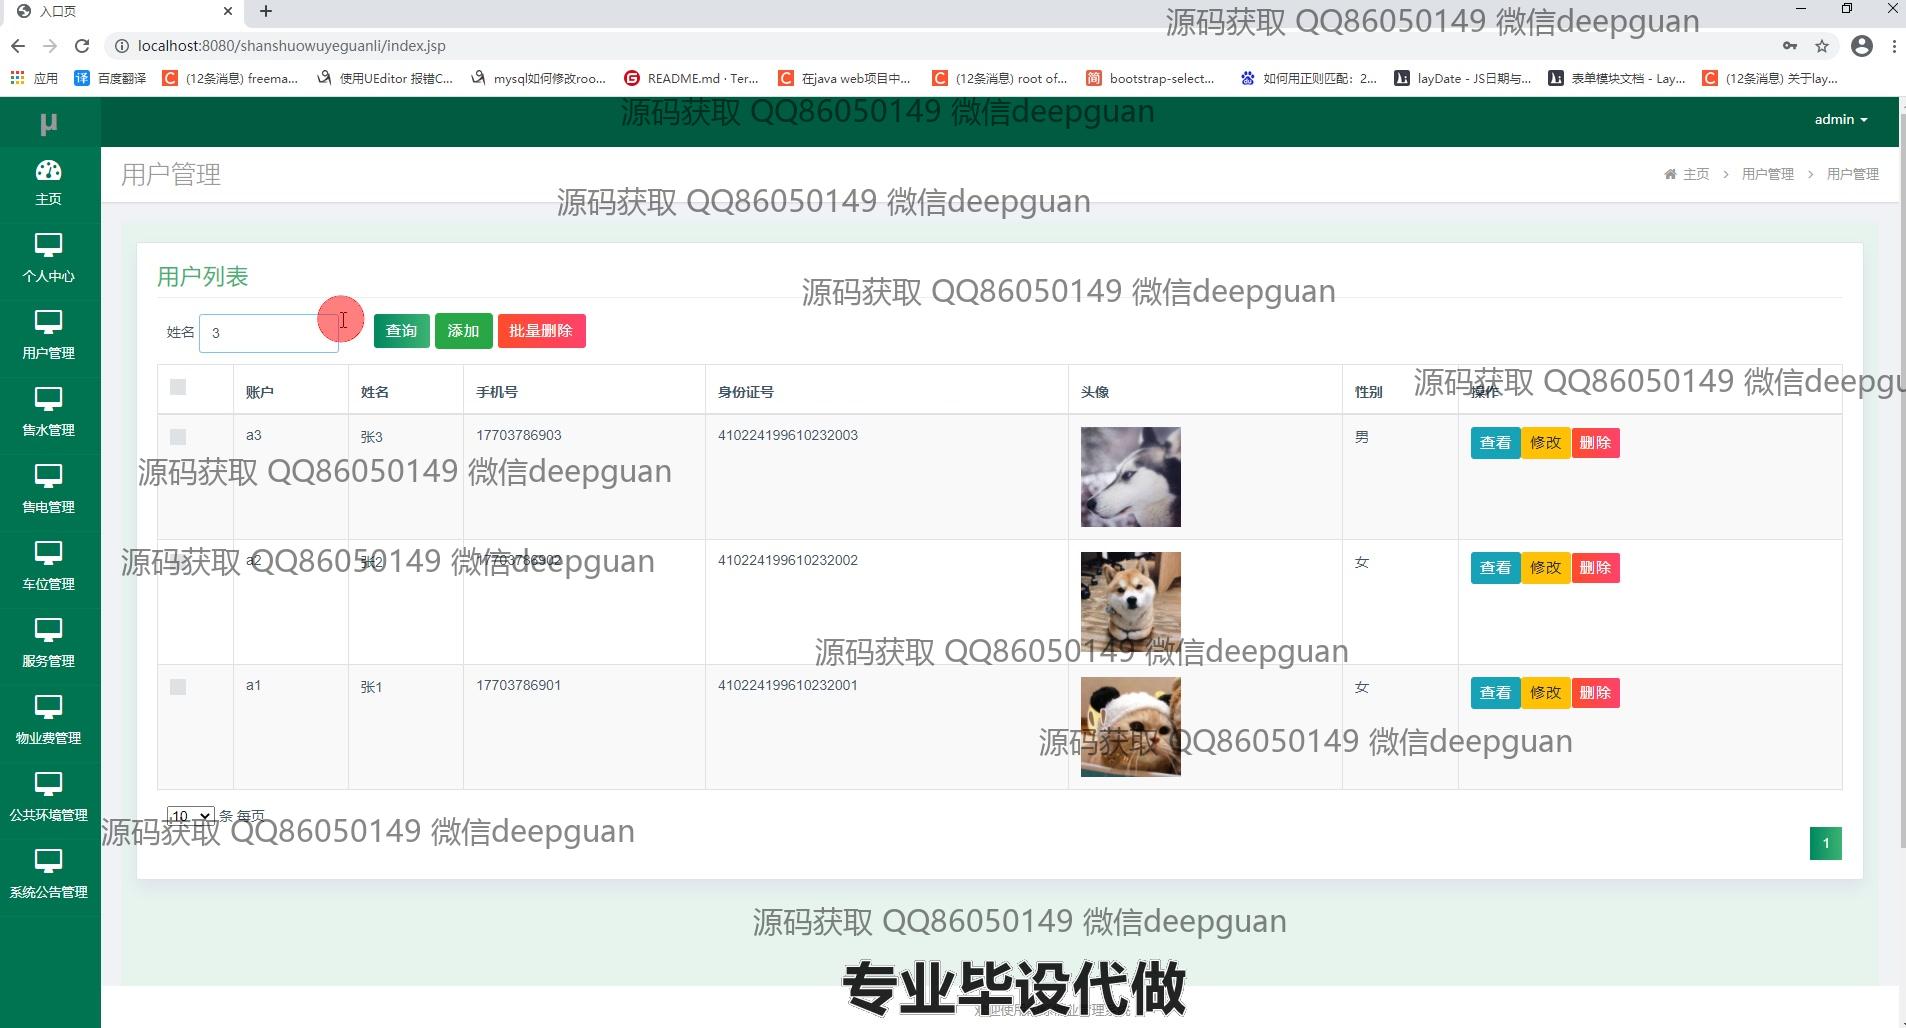 入口页
源码获取 QQ86050149 微信deepguan
localhost:8080/shanshuowuyeguanli/index.jsp
应用 百度翻译 (12条消息) freema... 使用UEditor 报错C... mysql如何修改roo... README.md · Ter... 在java web项目中... (12条消息) root of... bootstrap-select... 如何用正则匹配：2... layDate - JS日期与... 表单模块文档 - Lay... (12条消息) 关于lay...
源码获取 QQ86050149 微信deepguan
μ admin
主页
个人中心
用户管理
售水管理
售电管理
车位管理
服务管理
物业费管理
公共环境管理
系统公告管理
用户管理 主页 > 用户管理 > 用户管理
源码获取 QQ86050149 微信deepguan
用户列表
源码获取 QQ86050149 微信deepguan
姓名 3 查询 添加 批量删除
源码获取 QQ86050149 微信deepgu
账户 姓名 手机号 身份证号 头像 性别 操作
a3 张3 17703786903 410224199610232003 男 查看 修改 删除
源码获取 QQ86050149 微信deepguan
a2 张2 17703786902 410224199610232002 女 查看 修改 删除
源码获取 QQ86050149 微信deepguan
源码获取 QQ86050149 微信deepguan
a1 张1 17703786901 410224199610232001 女 查看 修改 删除
源码获取 QQ86050149 微信deepguan
10 条 每页
源码获取 QQ86050149 微信deepguan
1
源码获取 QQ86050149 微信deepguan
专业毕设代做